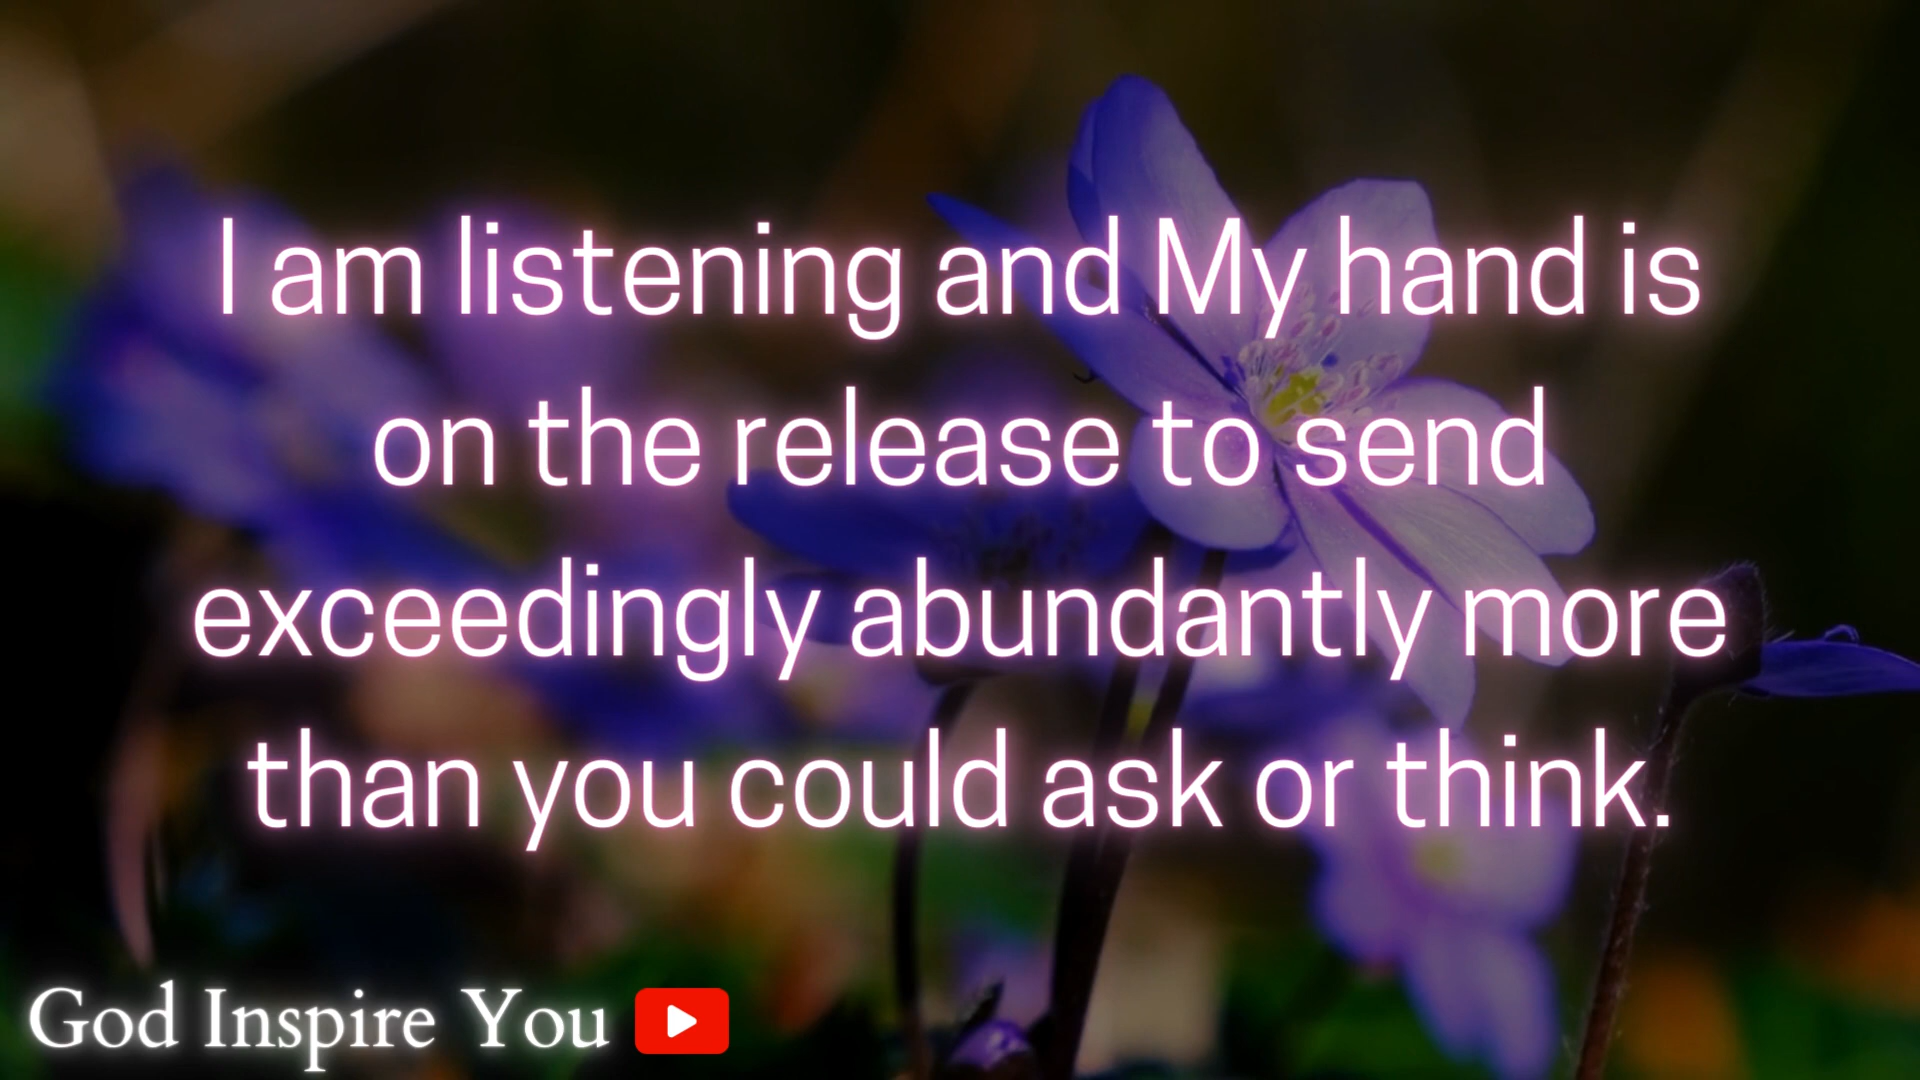 I am listening and My hand is
on the release to send
exceedingly abundantly more
than you could ask or think.
God Inspire You